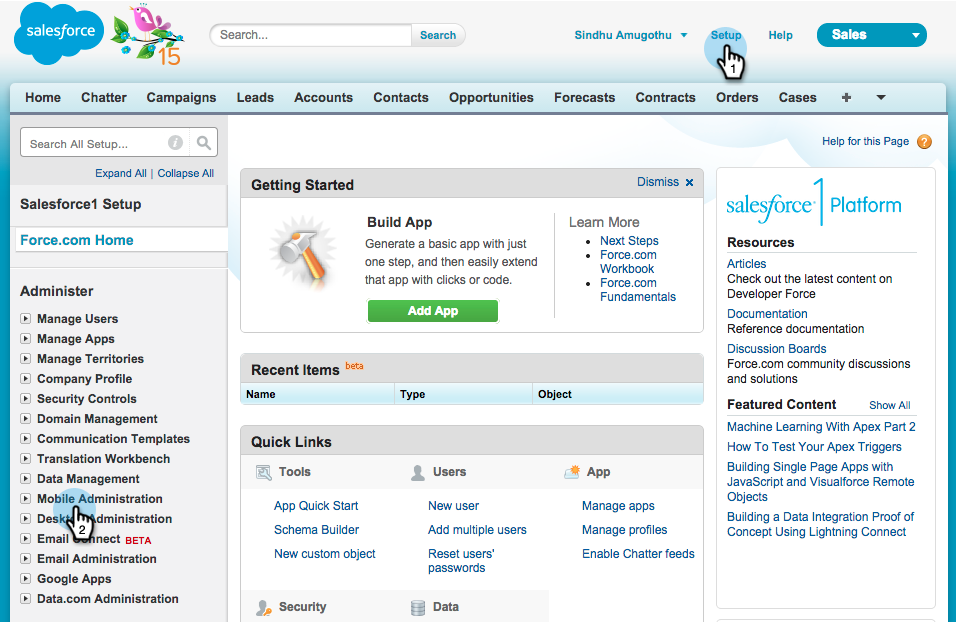 salesforce
15
Search...
Search
Sindhu Amugothu
Setup
Help
Sales
1
Home
Chatter
Campaigns
Leads
Accounts
Contacts
Opportunities
Forecasts
Contracts
Orders
Cases
+
Help for this Page ?
Search All Setup... i
Expand All | Collapse All
Salesforce1 Setup
Force.com Home
Administer
Manage Users
Manage Apps
Manage Territories
Company Profile
Security Controls
Domain Management
Communication Templates
Translation Workbench
Data Management
Mobile Administration
Desktop Administration
2
Email Connect BETA
Email Administration
Google Apps
Data.com Administration
Getting Started
Dismiss x
Build App
Generate a basic app with just
one step, and then easily extend
that app with clicks or code.
Add App
Learn More
Next Steps
Force.com
Workbook
Force.com
Fundamentals
Recent Items beta
Name
Type
Object
Quick Links
Tools
Users
App
App Quick Start
New user
Manage apps
Schema Builder
Add multiple users
Manage profiles
New custom object
Reset users'
passwords
Enable Chatter feeds
Security
Data
salesforce1 Platform
Resources
Articles
Check out the latest content on
Developer Force
Documentation
Reference documentation
Discussion Boards
Force.com community discussions
and solutions
Featured Content
Show All
Machine Learning With Apex Part 2
How To Test Your Apex Triggers
Building Single Page Apps with
JavaScript and Visualforce Remote
Objects
Building a Data Integration Proof of
Concept Using Lightning Connect